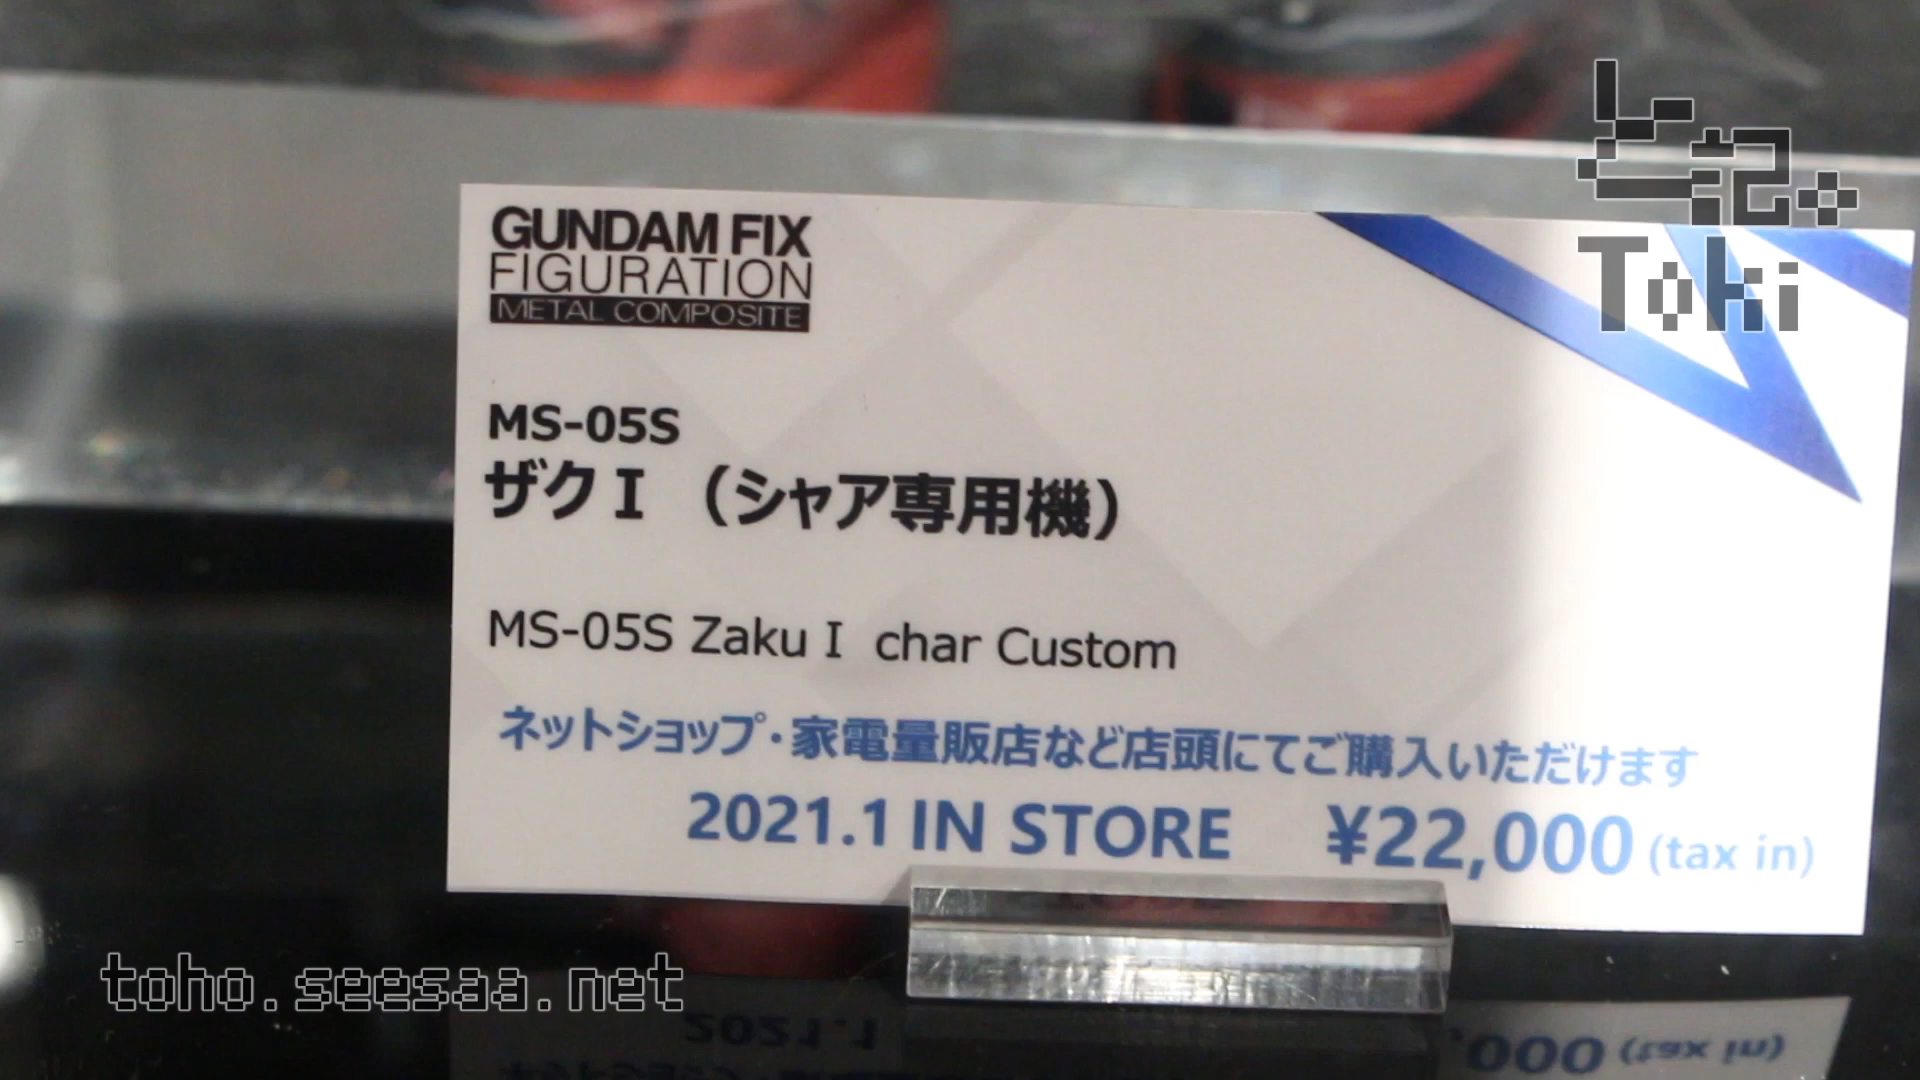 と記。
Toki
GUNDAM FIX
FIGURATION
METAL COMPOSITE
MS-05S
ザクⅠ （シャア専用機）
MS-05S Zaku Ⅰ char Custom
ネットショップ・家電量販店など店頭にてご購入いただけます
2021.1 IN STORE ¥22,000 (tax in)
toho.seesaa.net